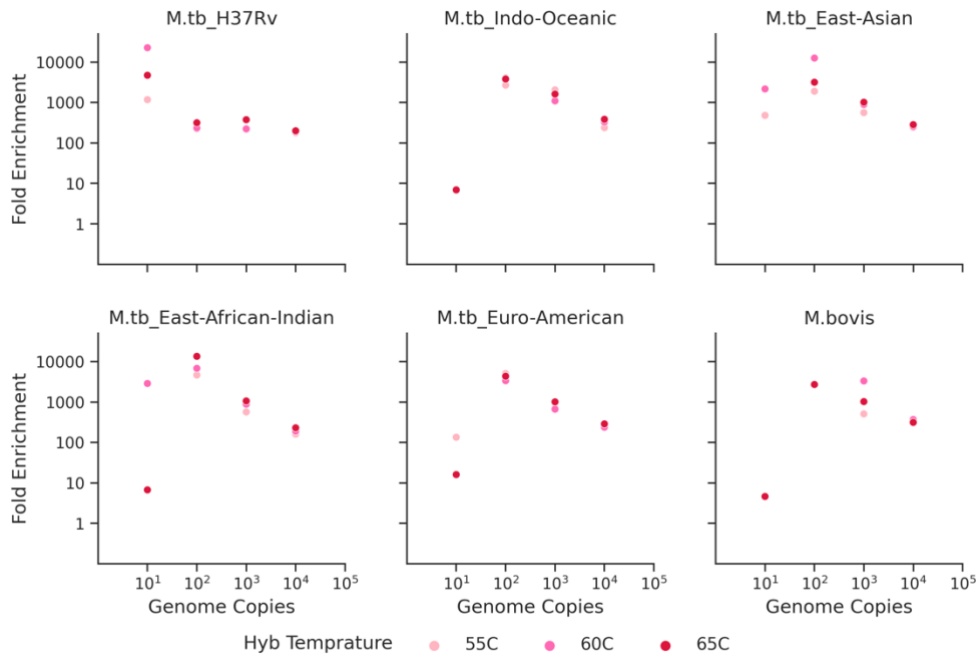 M.tb_H37Rv M.tb_Indo-Oceanic M.tb_East-Asian
Fold Enrichment
10000
1000
100
10
1
M.tb_East-African-Indian M.tb_Euro-American M.bovis
Fold Enrichment
10000
1000
100
10
1
10¹ 10² 10³ 10⁴ 10⁵ 10¹ 10² 10³ 10⁴ 10⁵ 10¹ 10² 10³ 10⁴ 10⁵
Genome Copies Genome Copies Genome Copies
Hyb Temprature 55C 60C 65C